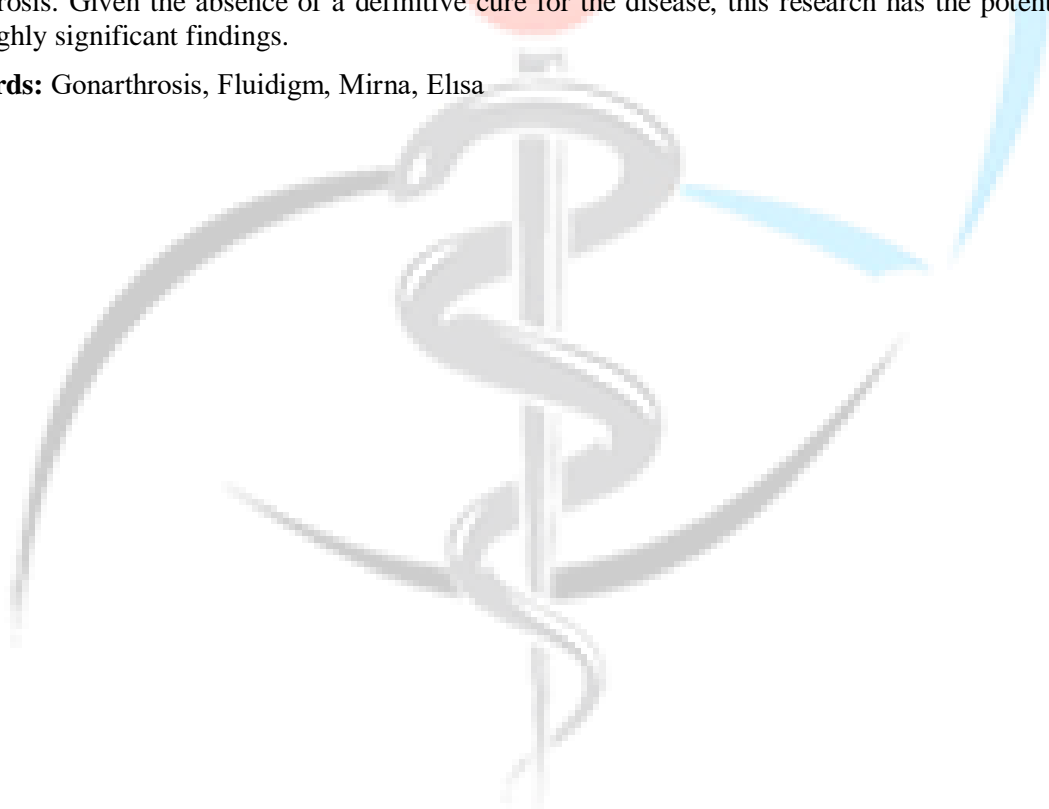 rosis. Given the absence of a definitive cure for the disease, this research has the potent
ghly significant findings.
rds: Gonarthrosis, Fluidigm, Mirna, Elısa